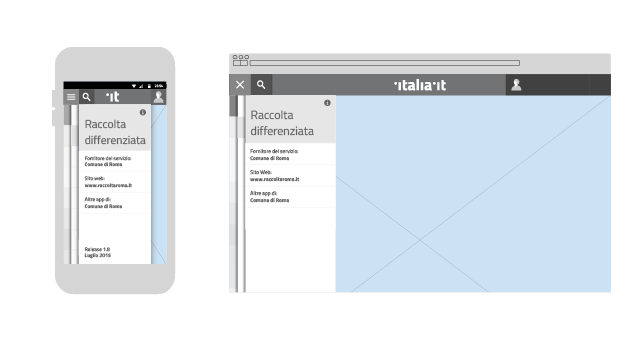 ·it
Raccolta
differenziata
Fornitore del servizio:
Comune di Roma
Sito web:
www.raccoltaroma.it
Altre app di:
Comune di Roma
Release 1.8
Luglio 2015
·italia·it
Raccolta
differenziata
Fornitore del servizio:
Comune di Roma
Sito Web:
www.raccoltaroma.it
Altre app di:
Comune di Roma